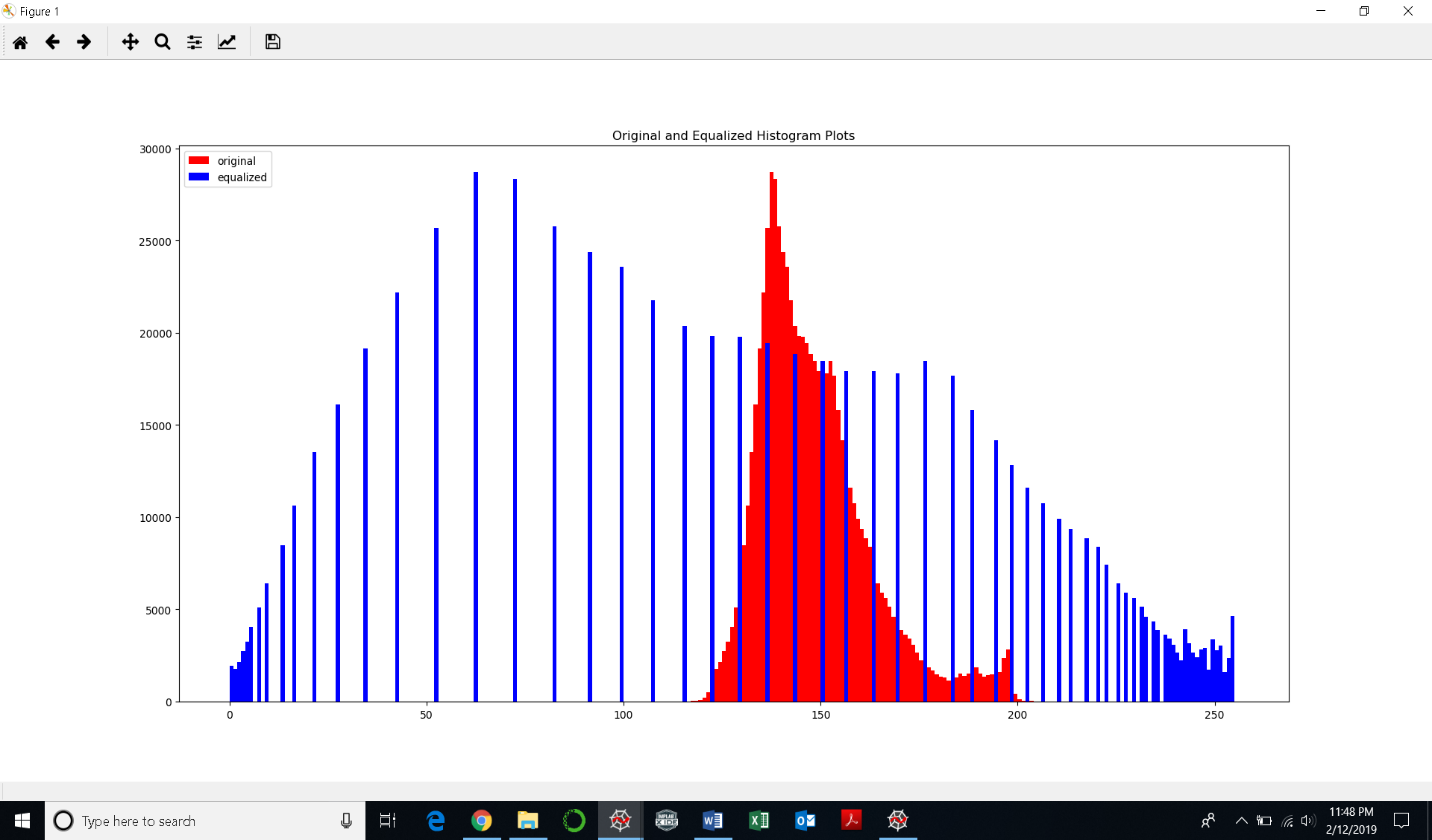 Figure 1
Original and Equalized Histogram Plots
original
equalized
30000
25000
20000
15000
10000
5000
0
0 50 100 150 200 250
Type here to search
11:48 PM
2/12/2019